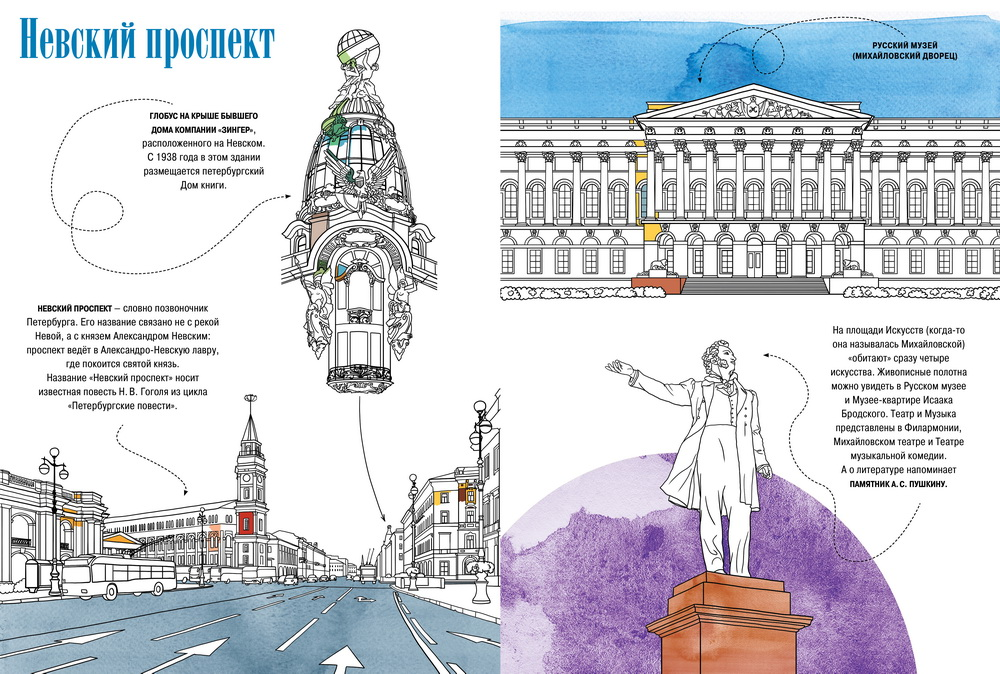 Невский проспект
ГЛОБУС НА КРЫШЕ БЫВШЕГО
ДОМА КОМПАНИИ «ЗИНГЕР»,
расположенного на Невском.
С 1938 года в этом здании
размещается петербургский
Дом книги.
НЕВСКИЙ ПРОСПЕКТ – словно позвоночник
Петербурга. Его название связано не с рекой
Невой, а с князем Александром Невским:
проспект ведёт в Александро-Невскую лавру,
где покоится святой князь.
Название «Невский проспект» носит
известная повесть Н. В. Гоголя из цикла
«Петербургские повести».
РУССКИЙ МУЗЕЙ
(МИХАЙЛОВСКИЙ ДВОРЕЦ)
На площади Искусств (когда-то
она называлась Михайловской)
«обитают» сразу четыре
искусства. Живописные полотна
можно увидеть в Русском музее
и Музее-квартире Исаака
Бродского. Театр и Музыка
представлены в Филармонии,
Михайловском театре и Театре
музыкальной комедии.
А о литературе напоминает
ПАМЯТНИК А. С. ПУШКИНУ.